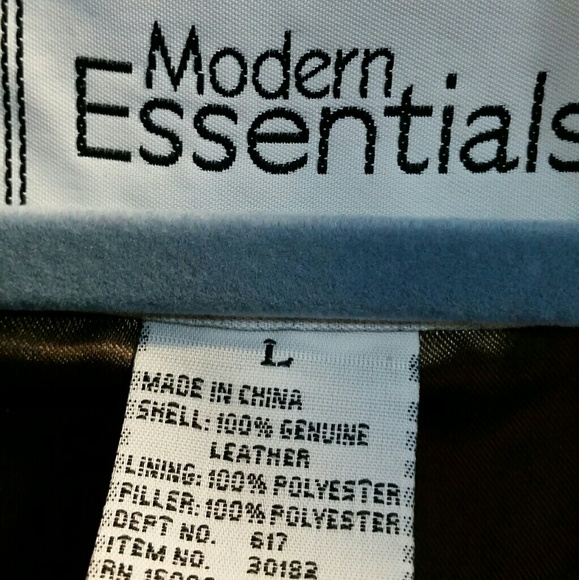 Modern
Essentials
L
MADE IN CHINA
SHELL: 100% GENUINE
LEATHER
LINING: 100% POLYESTER
FILLER: 100% POLYESTER
DEPT NO. 617
ITEM NO. 30182
RN